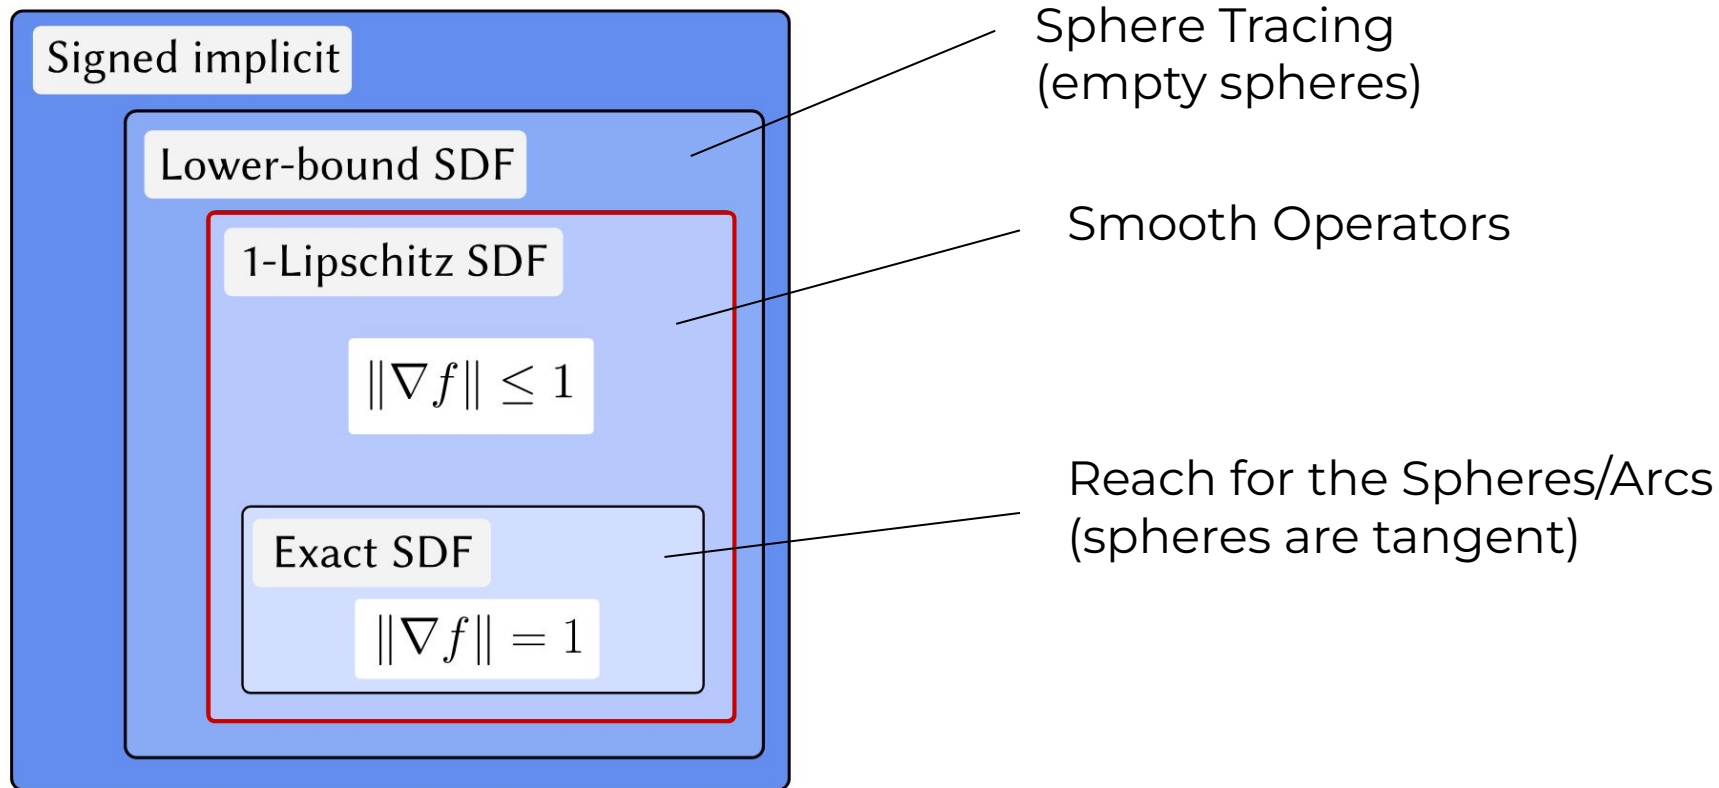 Signed implicit
Lower-bound SDF
1-Lipschitz SDF
‖∇f‖ ≤ 1
Exact SDF
‖∇f‖ = 1
Sphere Tracing
(empty spheres)
Smooth Operators
Reach for the Spheres/Arcs
(spheres are tangent)